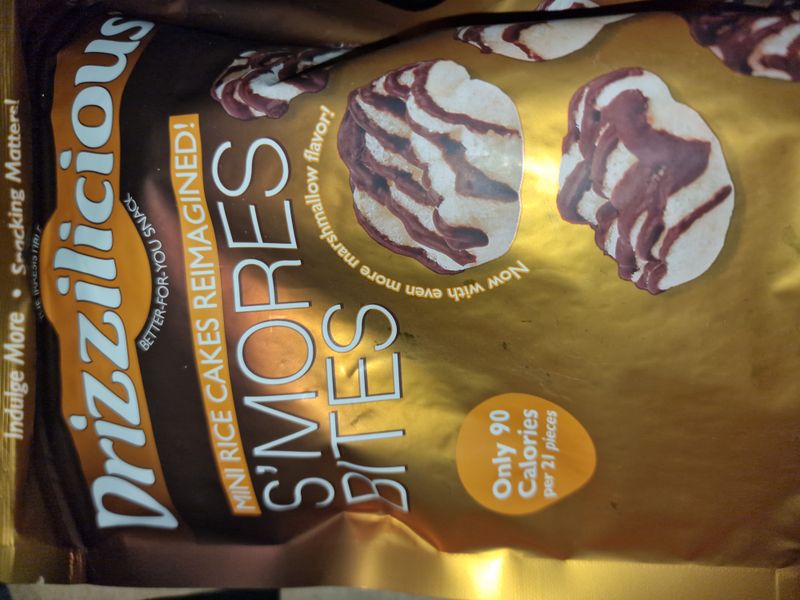 Indulge More • Snacking Matters!
Drizzilicious
BETTER-FOR-YOU SNACK
MINI RICE CAKES REIMAGINED!
S'MORES
BITES
Now with even more marshmallow flavor!
Only 90
Calories
per 21 pieces